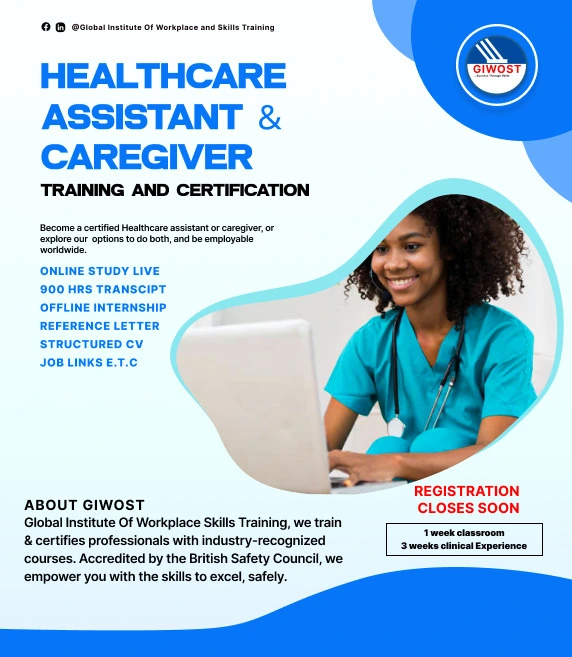 @Global Institute Of Workplace and Skills Training
GIWOST
HEALTHCARE
ASSISTANT &
CAREGIVER
TRAINING AND CERTIFICATION
Become a certified Healthcare assistant or caregiver, or
explore our options to do both, and be employable
worldwide.
ONLINE STUDY LIVE
900 HRS TRANSCIPT
OFFLINE INTERNSHIP
REFERENCE LETTER
STRUCTURED CV
JOB LINKS E.T.C
REGISTRATION
CLOSES SOON
1 week classroom
3 weeks clinical Experience
ABOUT GIWOST
Global Institute Of Workplace Skills Training, we train
& certifies professionals with industry-recognized
courses. Accredited by the British Safety Council, we
empower you with the skills to excel, safely.